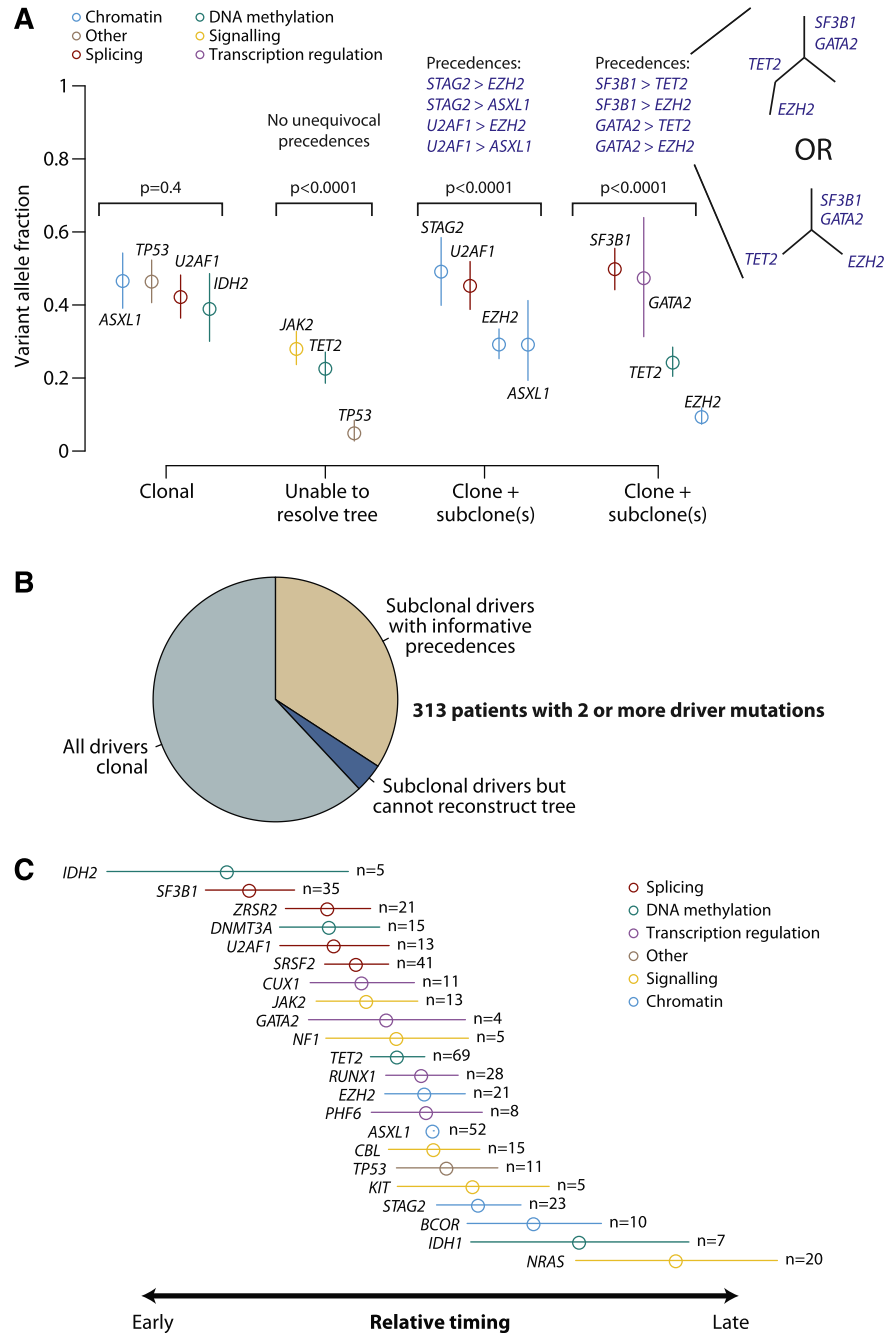 A
Chromatin
Other
Splicing
DNA methylation
Signalling
Transcription regulation
Variant allele fraction
1
0.8
0.6
0.4
0.2
0
p=0.4
ASXL1
TP53
U2AF1
IDH2
No unequivocal
precedences
p<0.0001
JAK2
TET2
TP53
Precedences:
STAG2 > EZH2
STAG2 > ASXL1
U2AF1 > EZH2
U2AF1 > ASXL1
p<0.0001
STAG2
U2AF1
EZH2
ASXL1
Precedences:
SF3B1 > TET2
SF3B1 > EZH2
GATA2 > TET2
GATA2 > EZH2
p<0.0001
SF3B1
GATA2
TET2
EZH2
SF3B1
GATA2
TET2
EZH2
OR
SF3B1
GATA2
TET2
EZH2
Clonal
Unable to
resolve tree
Clone +
subclone(s)
Clone +
subclone(s)
B
Subclonal drivers
with informative
precedences
313 patients with 2 or more driver mutations
All drivers
clonal
Subclonal drivers but
cannot reconstruct tree
C
IDH2 n=5
SF3B1 n=35
ZRSR2 n=21
DNMT3A n=15
U2AF1 n=13
SRSF2 n=41
CUX1 n=11
JAK2 n=13
GATA2 n=4
NF1 n=5
TET2 n=69
RUNX1 n=28
EZH2 n=21
PHF6 n=8
ASXL1 n=52
CBL n=15
TP53 n=11
KIT n=5
STAG2 n=23
BCOR n=10
IDH1 n=7
NRAS n=20
Splicing
DNA methylation
Transcription regulation
Other
Signalling
Chromatin
Early
Relative timing
Late